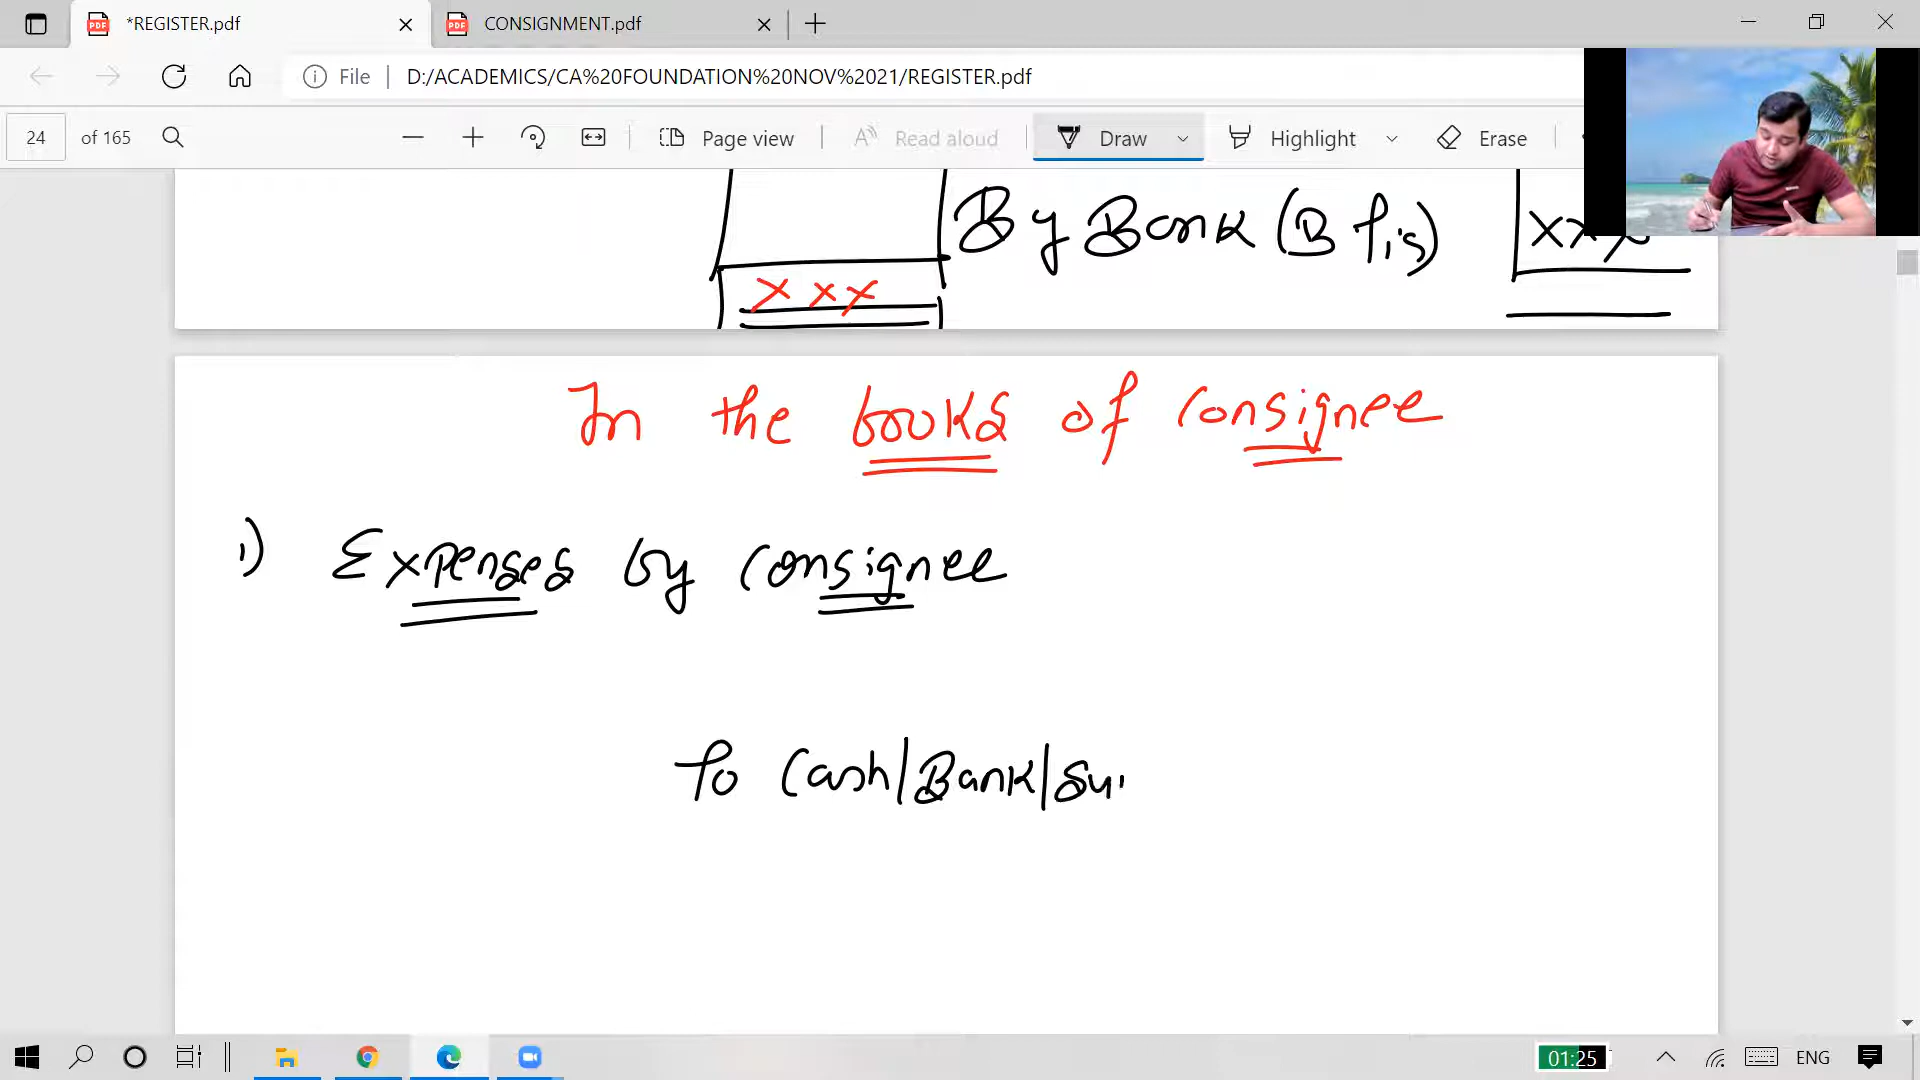 *REGISTER.pdf
CONSIGNMENT.pdf
File
D:/ACADEMICS/CA%20FOUNDATION%20NOV%2021/REGISTER.pdf
24 of 165
Page view
Read aloud
Draw
Highlight
Erase
By Bank (B
xxx
xxx
In the books of consignee
1) Expenses by consignee
To Cash/Bank/Su
01:25
ENG